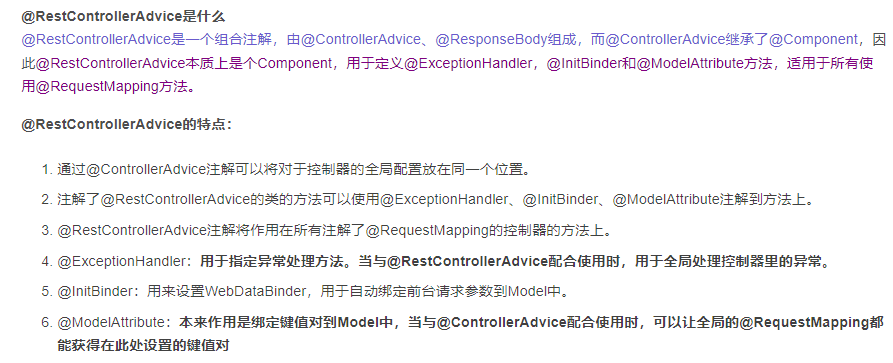 @RestControllerAdvice是什么
@RestControllerAdvice是一个组合注解，由@ControllerAdvice、@ResponseBody组成，而@ControllerAdvice继承了@Component，因
此@RestControllerAdvice本质上是个Component，用于定义@ExceptionHandler，@InitBinder和@ModelAttribute方法，适用于所有使
用@RequestMapping方法。
@RestControllerAdvice的特点：
1. 通过@ControllerAdvice注解可以将对于控制器的全局配置放在同一个位置。
2. 注解了@RestControllerAdvice的类的方法可以使用@ExceptionHandler、@InitBinder、@ModelAttribute注解到方法上。
3. @RestControllerAdvice注解将作用在所有注解了@RequestMapping的控制器的方法上。
4. @ExceptionHandler：用于指定异常处理方法。当与@RestControllerAdvice配合使用时，用于全局处理控制器里的异常。
5. @InitBinder：用来设置WebDataBinder，用于自动绑定前台请求参数到Model中。
6. @ModelAttribute：本来作用是绑定键值对到Model中，当与@ControllerAdvice配合使用时，可以让全局的@RequestMapping都
能获得在此处设置的键值对